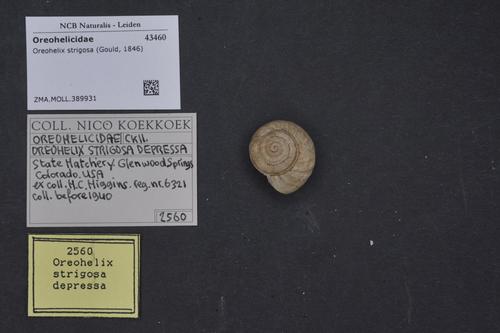 NCB Naturalis - Leiden
Oreohelicidae 43460
Oreohelix strigosa (Gould, 1846)
ZMA.MOLL.389931
COLL. NICO KOEKKOEK
OREOHELICIDAE/CKll.
OREOHELIX STRIGOSA DEPRESSA
State Hatchery. Glenwood Springs
Colorado. USA
ex coll. H.C. Higgins. reg. nr. 6321
coll. before 1940
2560
2560
Oreohelix
strigosa
depressa